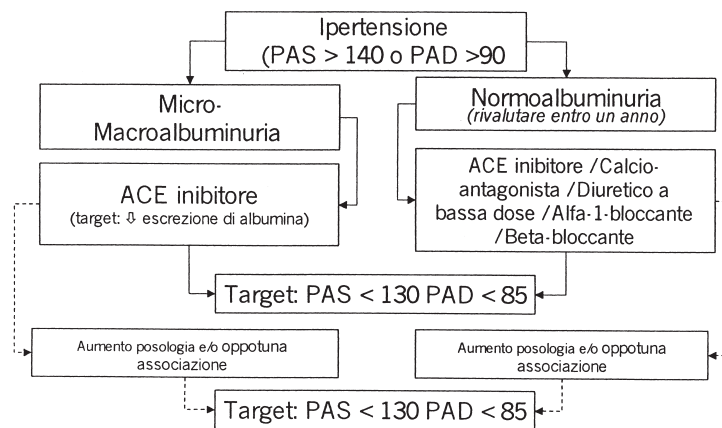 Ipertensione
(PAS > 140 o PAD >90
Micro-
Macroalbuminuria
Normoalbuminuria
(rivalutare entro un anno)
ACE inibitore
(target: ⇩ escrezione di albumina)
ACE inibitore /Calcio-
antagonista /Diuretico a
bassa dose /Alfa-1-bloccante
/Beta-bloccante
Target: PAS < 130 PAD < 85
Aumento posologia e/o oppotuna
associazione
Aumento posologia e/o oppotuna
associazione
Target: PAS < 130 PAD < 85